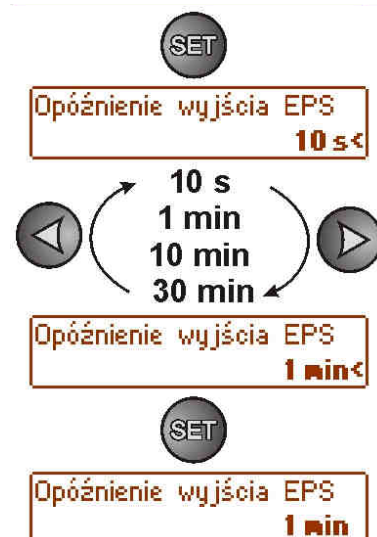 SET
Opóźnienie wyjścia EPS
10 s<
10 s
1 min
10 min
30 min
Opóźnienie wyjścia EPS
1 min<
SET
Opóźnienie wyjścia EPS
1 min